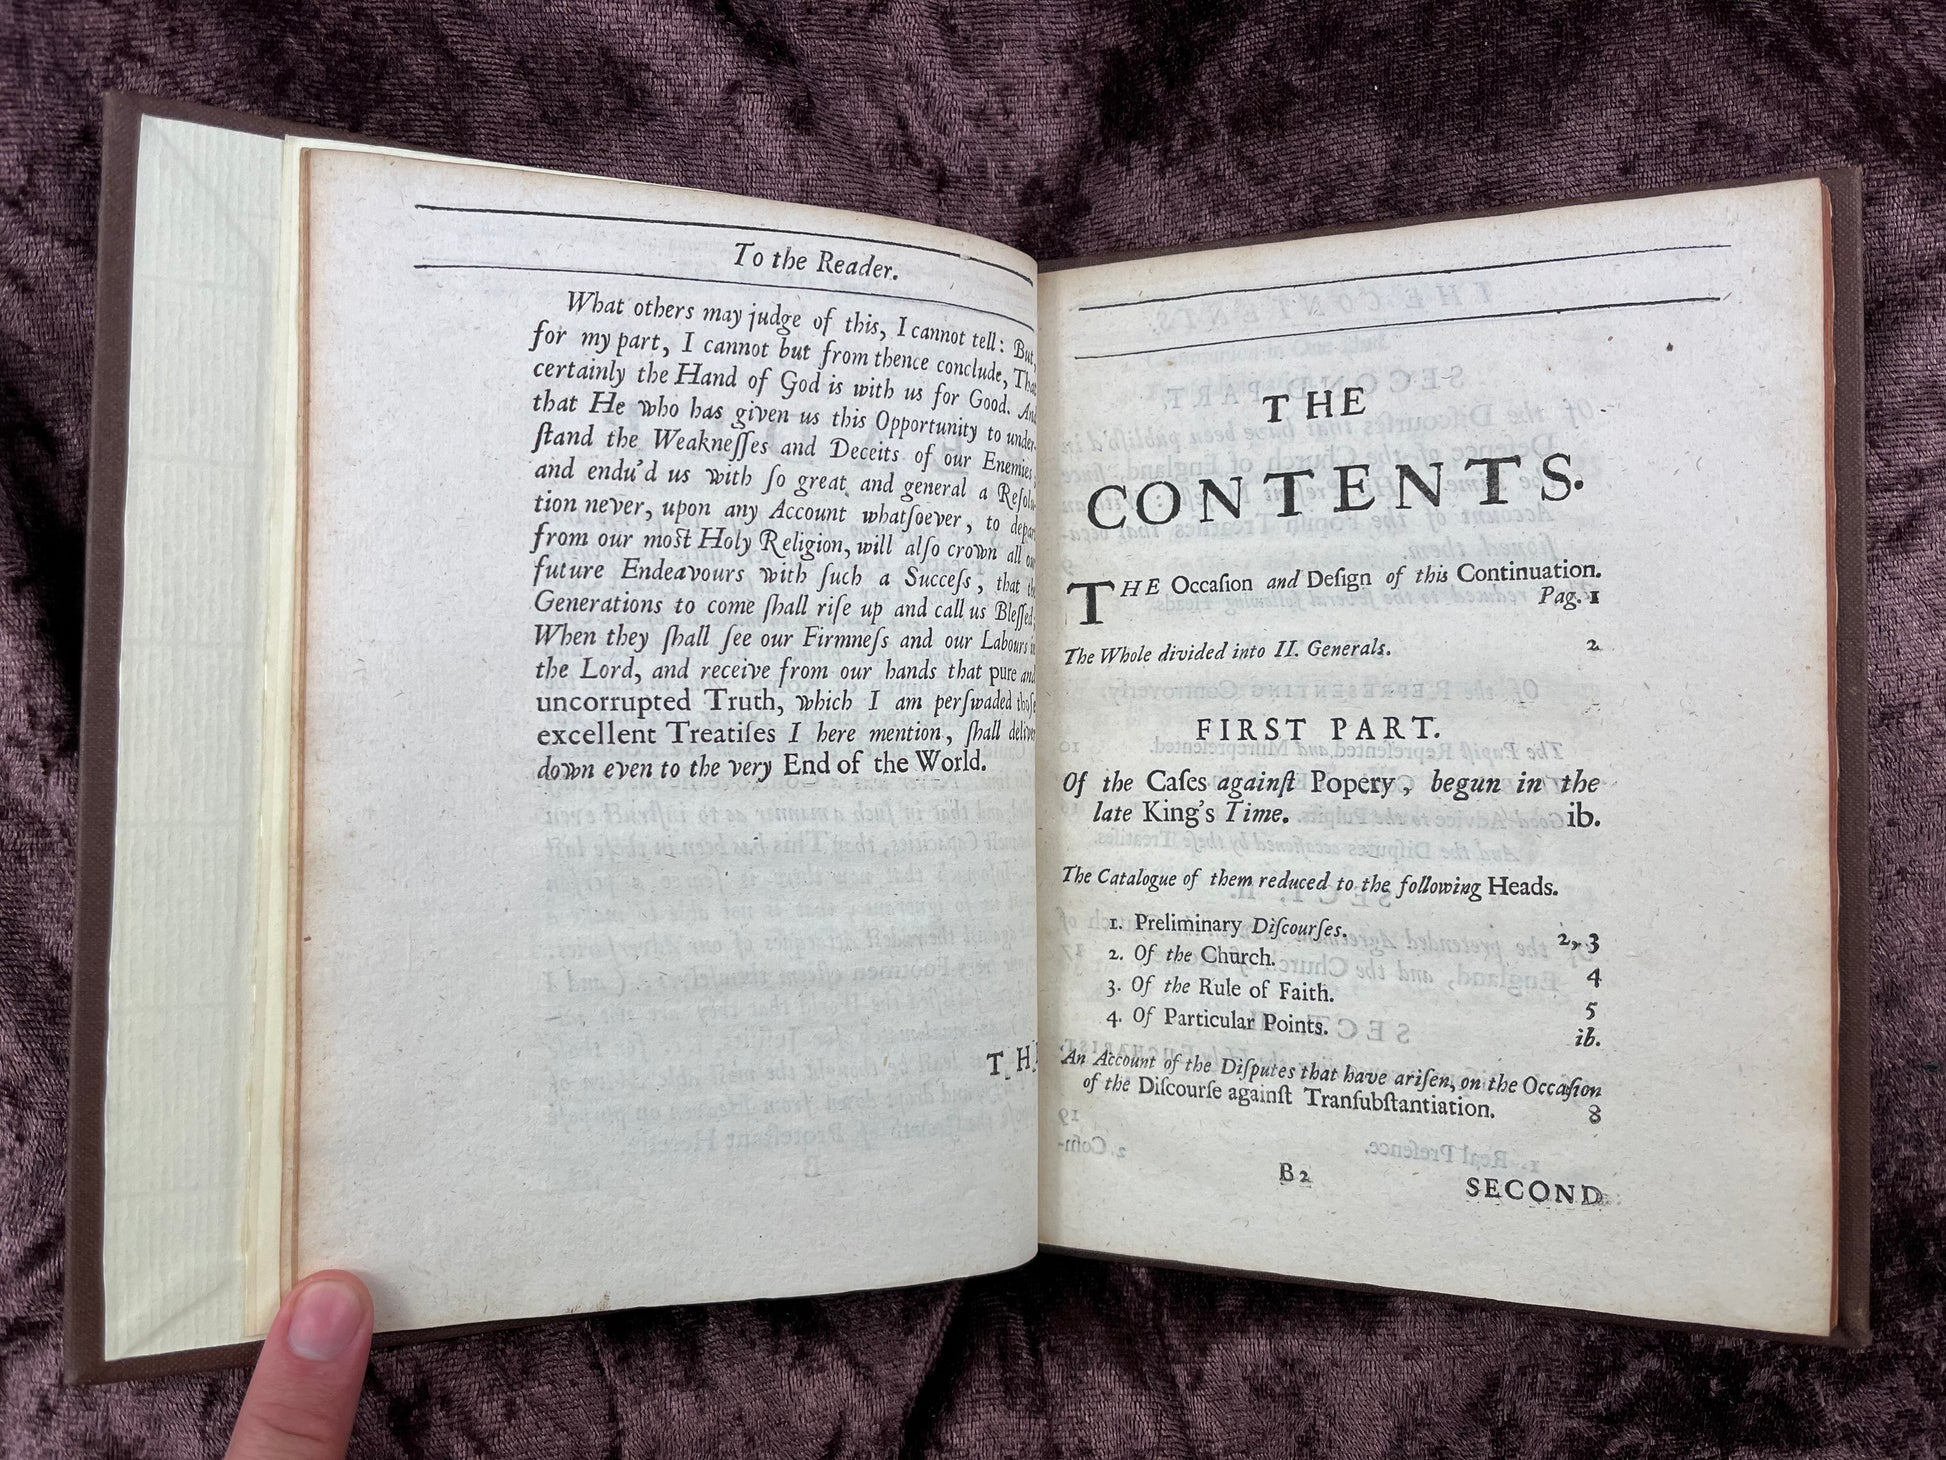 To the Reader.
What others may judge of this, I cannot tell: But,
for my part, I cannot but from thence conclude, That
certainly the Hand of God is with us for Good. And
that He who has given us this Opportunity to under-
ſtand the Weakneſſes and Deceits of our Enemies,
and endu'd us with ſo great and general a Reſolu-
tion never, upon any Account whatſoever, to depart
from our moſt Holy Religion, will alſo crown all our
future Endeavours with ſuch a Succeſs, that the
Generations to come ſhall riſe up and call us Bleſſed;
When they ſhall ſee our Firmneſs and our Labours in
the Lord, and receive from our hands that pure and
uncorrupted Truth, which I am perſwaded thoſe
excellent Treatiſes I here mention, ſhall deliver
down even to the very End of the World.
THE
THE
CONTENTS.
THE Occaſion and Deſign of this Continuation.
Pag. 1
The Whole divided into II. Generals. 2
FIRST PART.
Of the Caſes againſt Popery, begun in the
late King's Time. ib.
The Catalogue of them reduced to the following Heads.
1. Preliminary Diſcourſes. 2, 3
2. Of the Church. 4
3. Of the Rule of Faith. 5
4. Of Particular Points. ib.
An Account of the Diſputes that have ariſen, on the Occaſion
of the Diſcourſe againſt Tranſubſtantiation. 8
B 2
SECOND